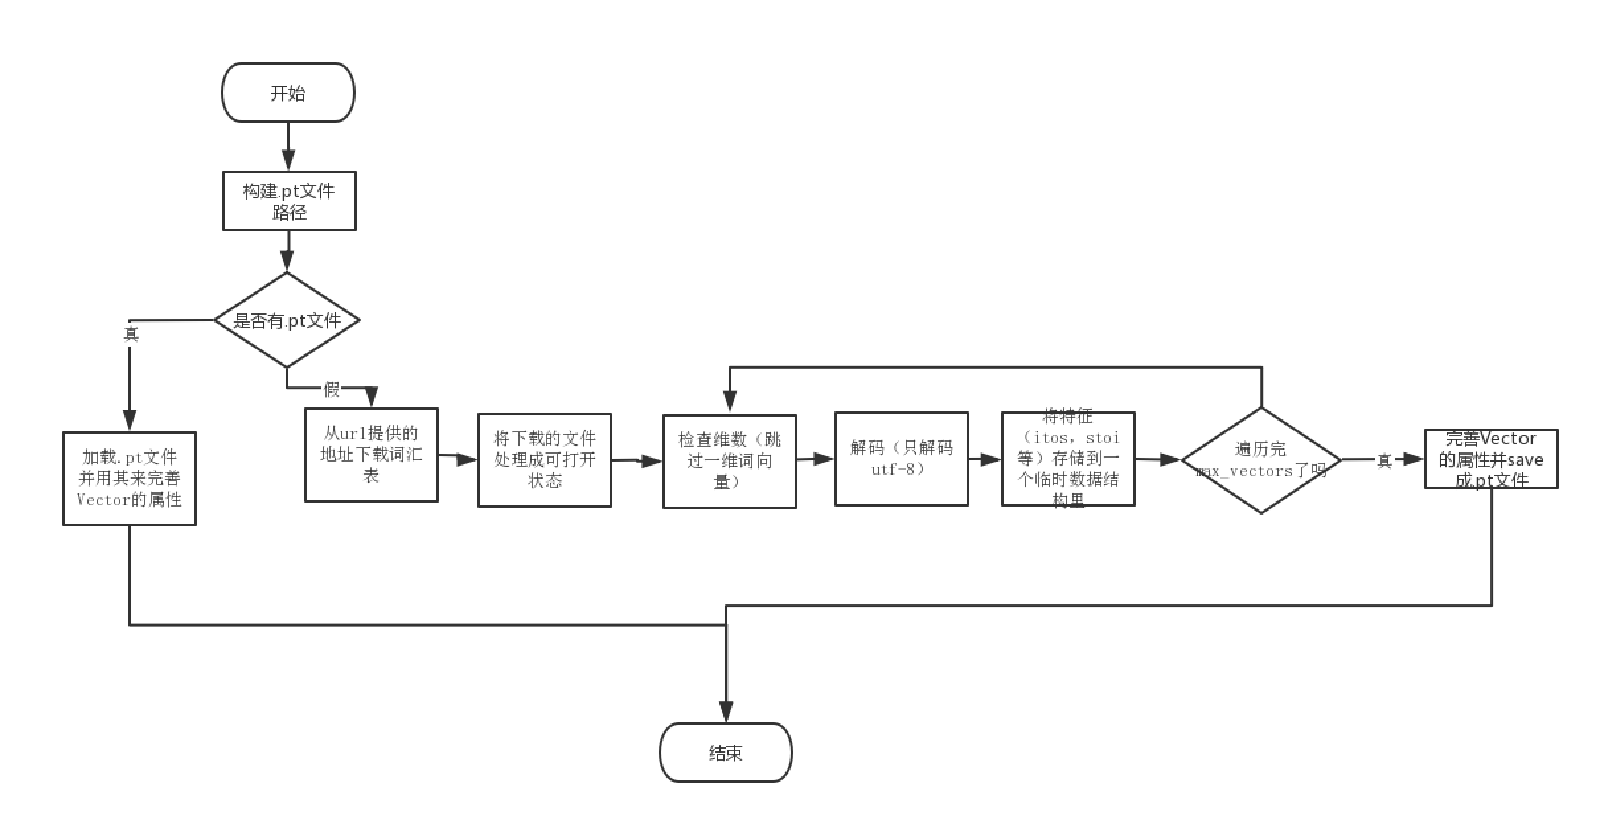 开始
构建.pt文件
路径
是否有.pt文件
真
假
加载.pt文件
并用其来完善
Vector的属性
从url提供的
地址下载词汇
表
将下载的文件
处理成可打开
状态
检查维数（跳
过一维词向
量）
解码（只解码
utf-8）
将特征
（itos，stoi
等）存储到一
个临时数据结
构里
遍历完
max_vectors了吗
真
完善Vector
的属性并save
成.pt文件
结束